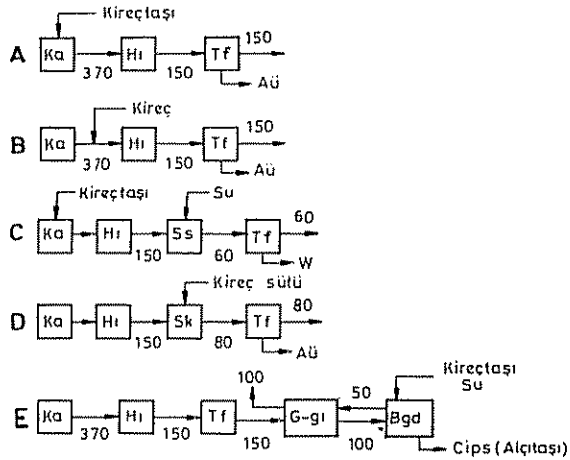 Kireçtaşı
A Ka 370 Hı 150 Tf 150
Aü
Kireç
B Ka 370 Hı 150 Tf 150
Aü
Kireçtaşı Su
C Ka Hı 150 Ss 60 Tf 60
W
Kireç sütü
D Ka Hı 150 Sk 80 Tf 80
Aü
Kireçtaşı
Su
E Ka 370 Hı 150 Tf 150 100 G-gı 50 100 Bgd
Cips (Alçıtaşı)